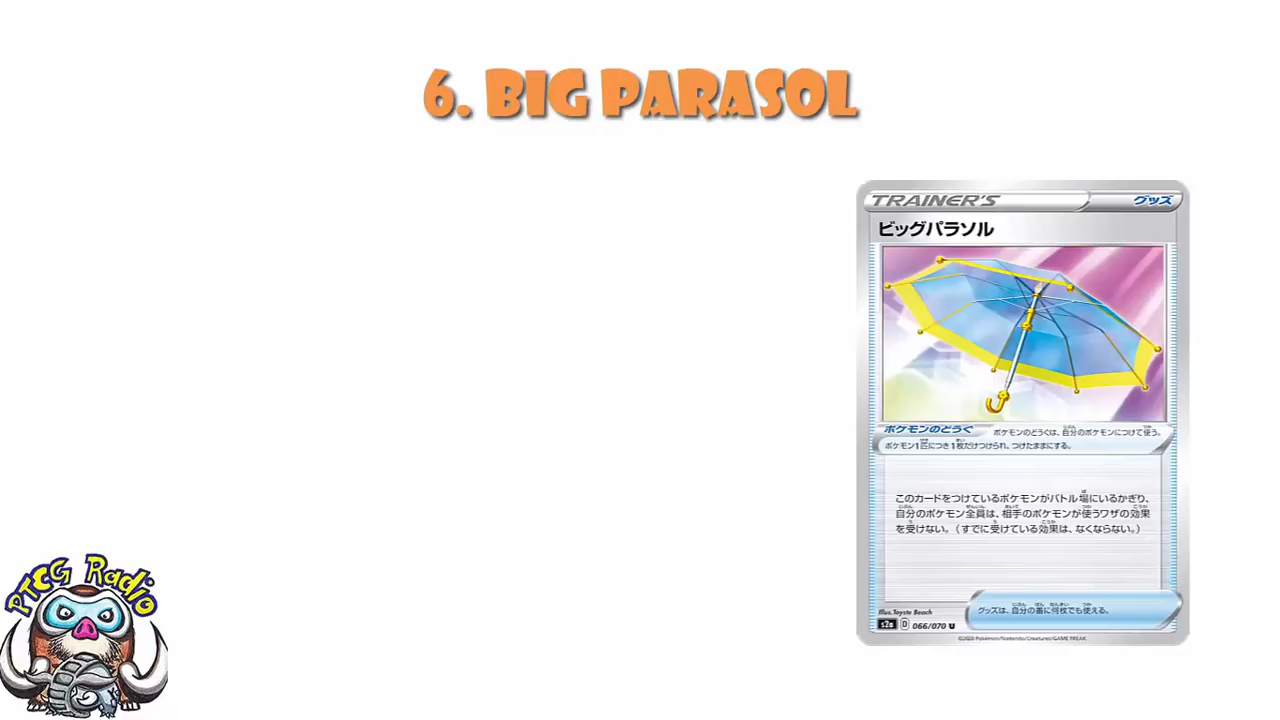 6. BIG PARASOL
TRAINER'S
グッズ
ビッグパラソル
ポケモンのどうぐ
ポケモンのどうぐは、自分のポケモンにつけて使う。
ポケモン1匹につき1枚だけつけられ、つけたままにする。
このカードをつけているポケモンがバトル場にいるかぎり、
自分のポケモン全員は、相手のポケモンが使うワザの効果
を受けない。（すでに受けている効果は、なくならない。）
グッズは、自分の番に何枚でも使える。
Illus.Toyste Beach
s2a D 066/070 U
©2020 Pokémon/Nintendo/Creatures/GAME FREAK.
PTCG Radio